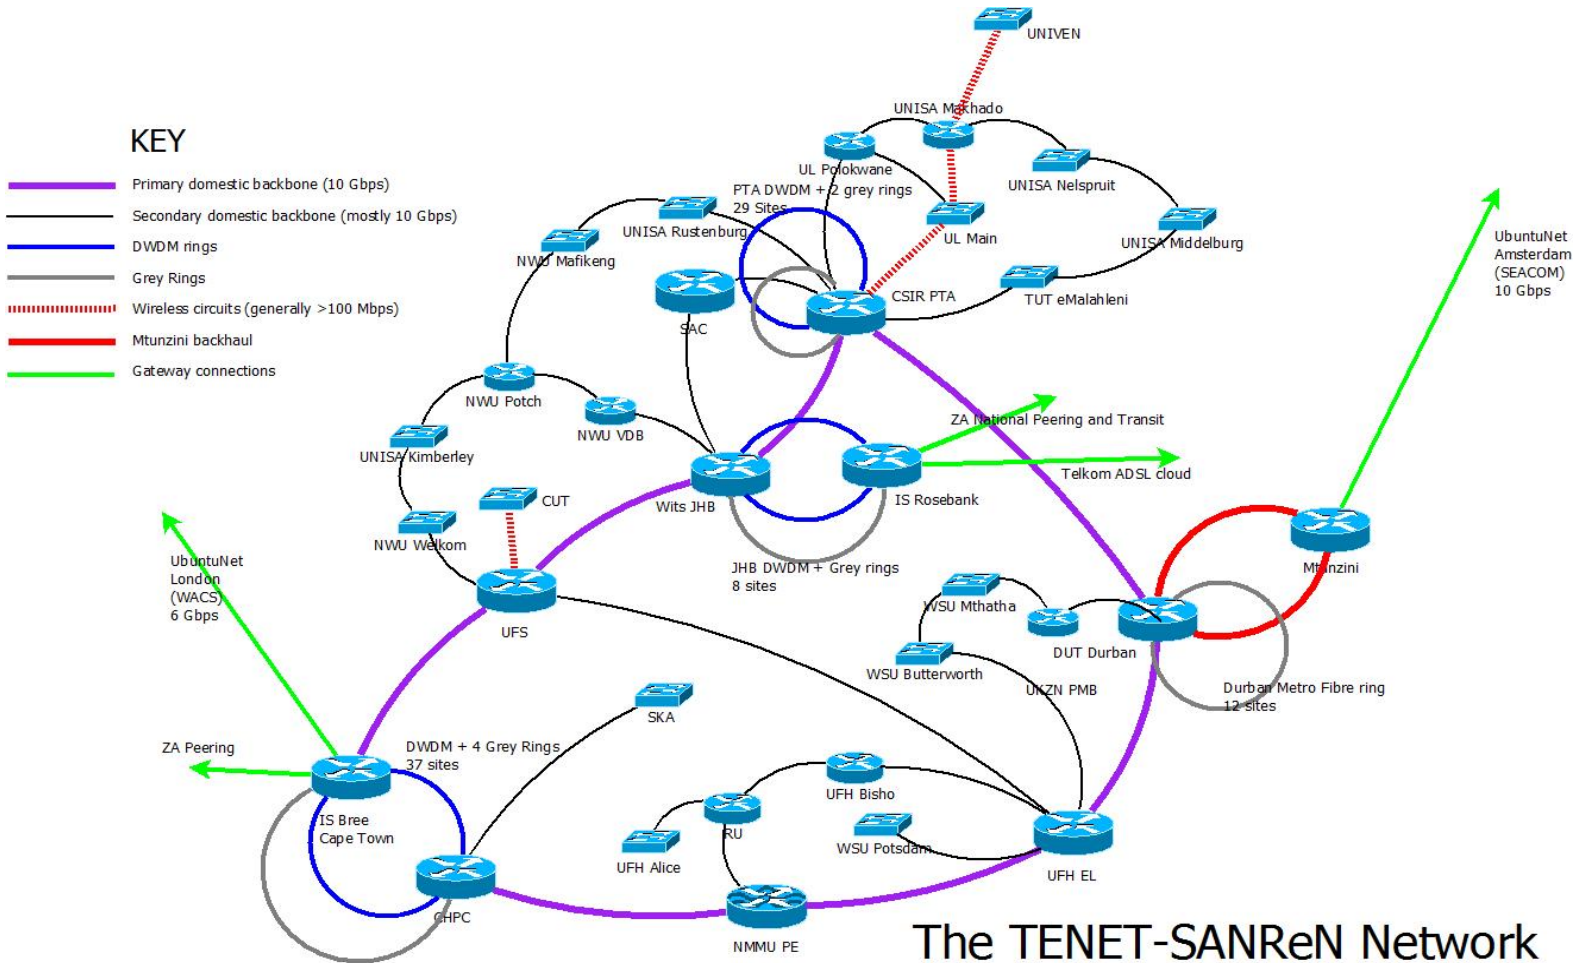 UNIVEN
UNISA Makhado
KEY
UL Polokwane
Primary domestic backbone (10 Gbps)
UNISA Nelspruit
PTA DWDM + 2 grey rings
29 Sites
Secondary domestic backbone (mostly 10 Gbps)
UNISA Rustenburg
UL Main
UNISA Middelburg
DWDM rings
NWU Mafikeng
UbuntuNet
Amsterdam
(SEACOM)
10 Gbps
Grey Rings
CSIR PTA
TUT eMalahleni
Wireless circuits (generally >100 Mbps)
SAC
Mtunzini backhaul
Gateway connections
NWU Potch
ZA National Peering and Transit
NWU VDB
UNISA Kimberley
Telkom ADSL cloud
CUT
Wits JHB
IS Rosebank
NWU Welkom
UbuntuNet
London
(WACS)
6 Gbps
JHB DWDM + Grey rings
8 sites
Mtunzini
WSU Mthatha
UFS
DUT Durban
WSU Butterworth
UKZN PMB
Durban Metro Fibre ring
12 sites
SKA
ZA Peering
DWDM + 4 Grey Rings
37 sites
UFH Bisho
IS Bree
Cape Town
RU
WSU Potsdam
UFH Alice
UFH EL
CHPC
NMMU PE
The TENET-SANReN Network